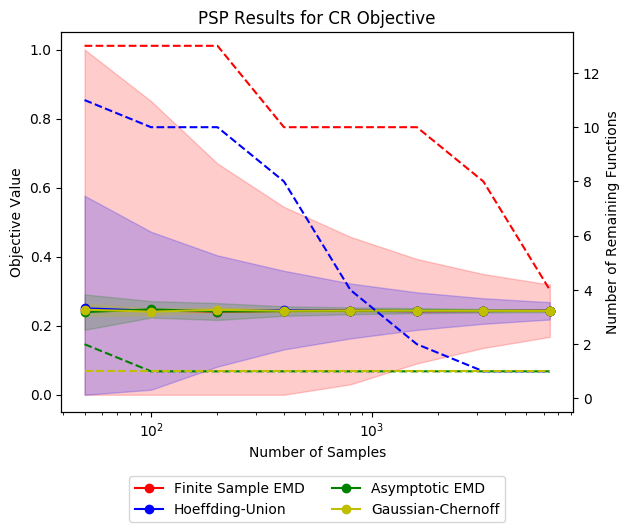 PSP Results for CR Objective
1.0
0.8
0.6
0.4
0.2
0.0
Objective Value
12
10
8
6
4
2
0
Number of Remaining Functions
10²
10³
Number of Samples
Finite Sample EMD
Hoeffding-Union
Asymptotic EMD
Gaussian-Chernoff